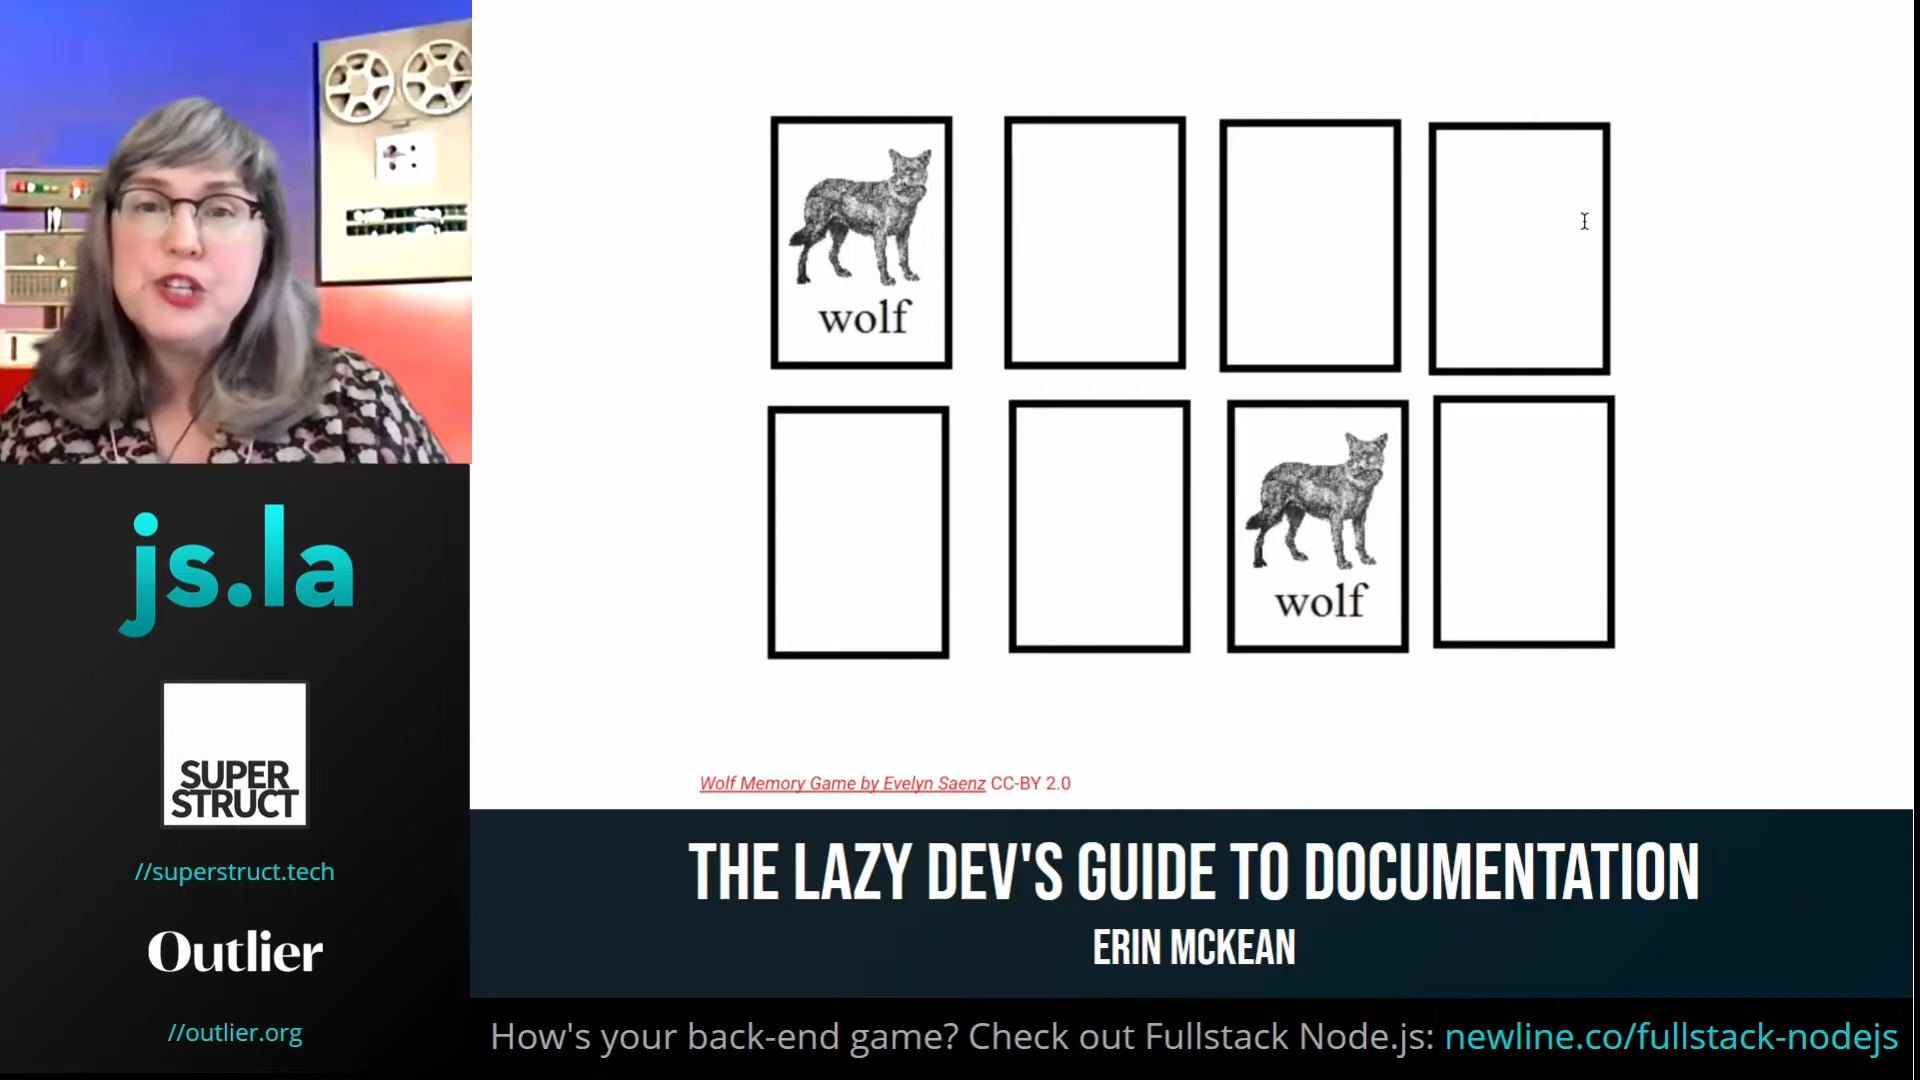 wolf
wolf
Wolf Memory Game by Evelyn Saenz CC-BY 2.0
js.la
SUPER
STRUCT
//superstruct.tech
Outlier
//outlier.org
THE LAZY DEV'S GUIDE TO DOCUMENTATION
ERIN MCKEAN
How's your back-end game? Check out Fullstack Node.js: newline.co/fullstack-nodejs